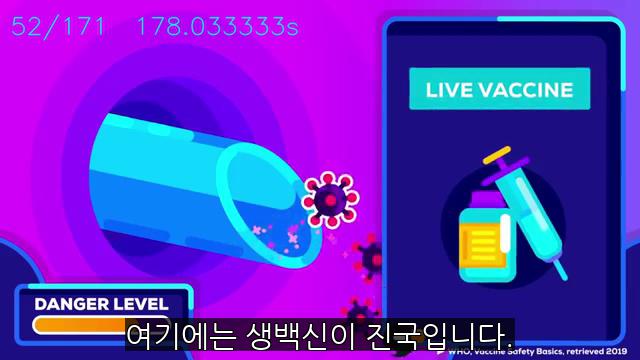 52/171 178.033333s
LIVE VACCINE
DANGER LEVEL
여기에는 생백신이 진국입니다.
WHO, Vaccine Safety Basics, retrieved 2019